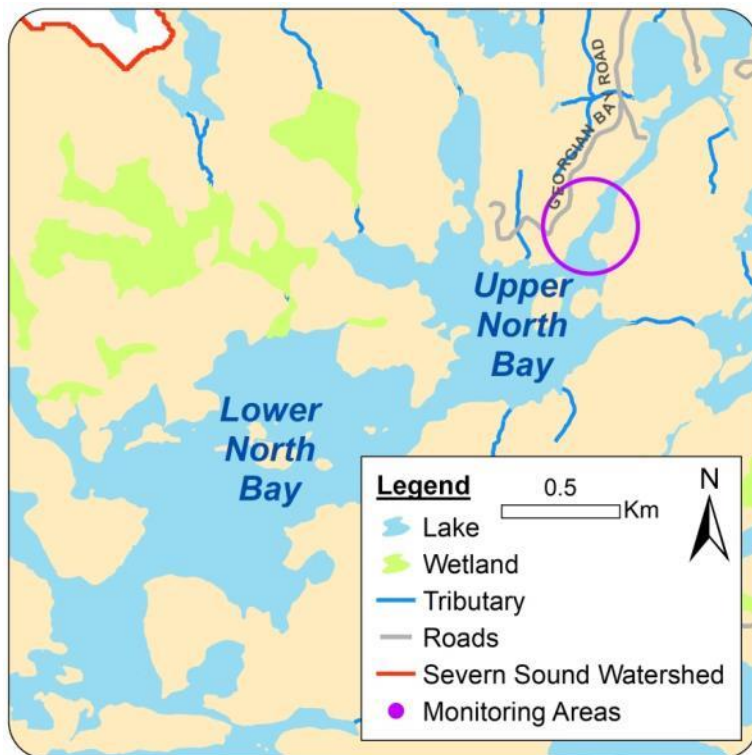 GEORGIAN BAY ROAD
Upper
North
Bay
Lower
North
Bay
Legend
0.5
Km
N
Lake
Wetland
Tributary
Roads
Severn Sound Watershed
Monitoring Areas